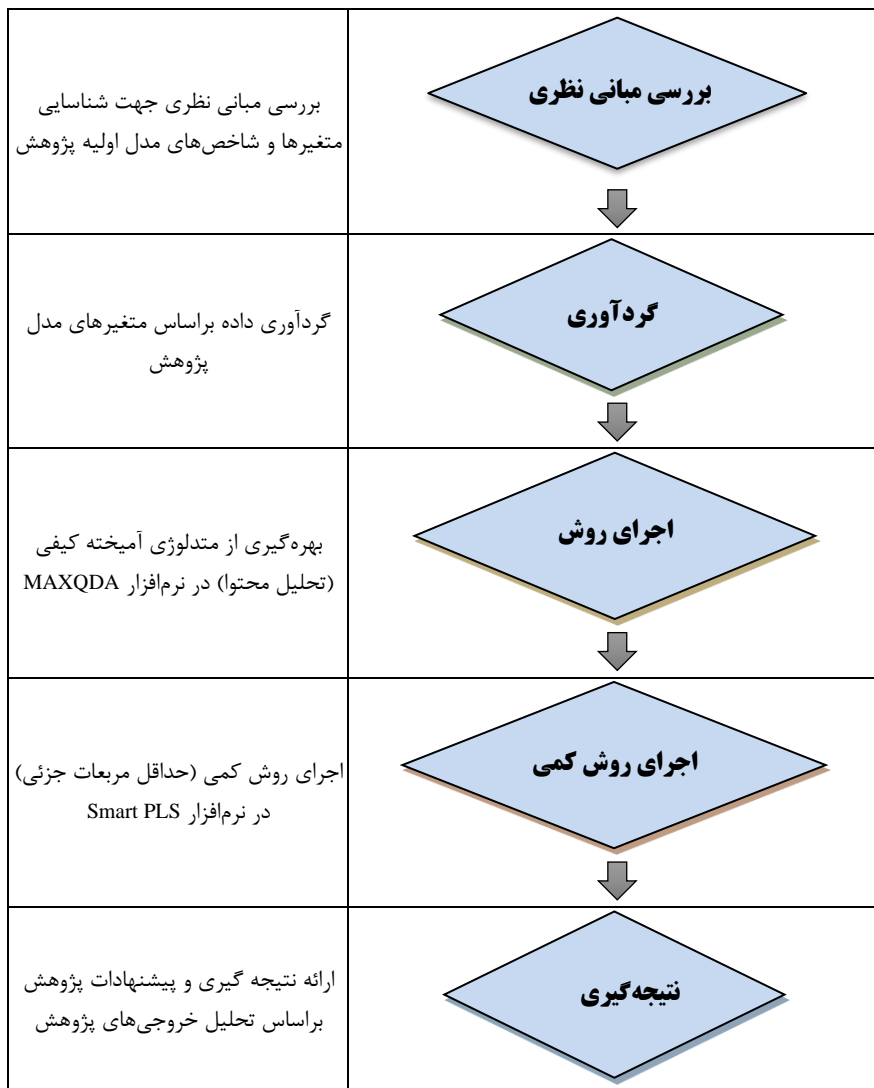 بررسی مبانی نظری
بررسی مبانی نظری جهت شناسایی
متغیرها و شاخص‌های مدل اولیه پژوهش
گردآوری
گردآوری داده براساس متغیرهای مدل
پژوهش
اجرای روش
بهره‌گیری از متدلوژی آمیخته کیفی
(تحلیل محتوا) در نرم‌افزار MAXQDA
اجرای روش کمی
اجرای روش کمی (حداقل مربعات جزئی)
در نرم‌افزار Smart PLS
نتیجه‌گیری
ارائه نتیجه گیری و پیشنهادات پژوهش
براساس تحلیل خروجی‌های پژوهش